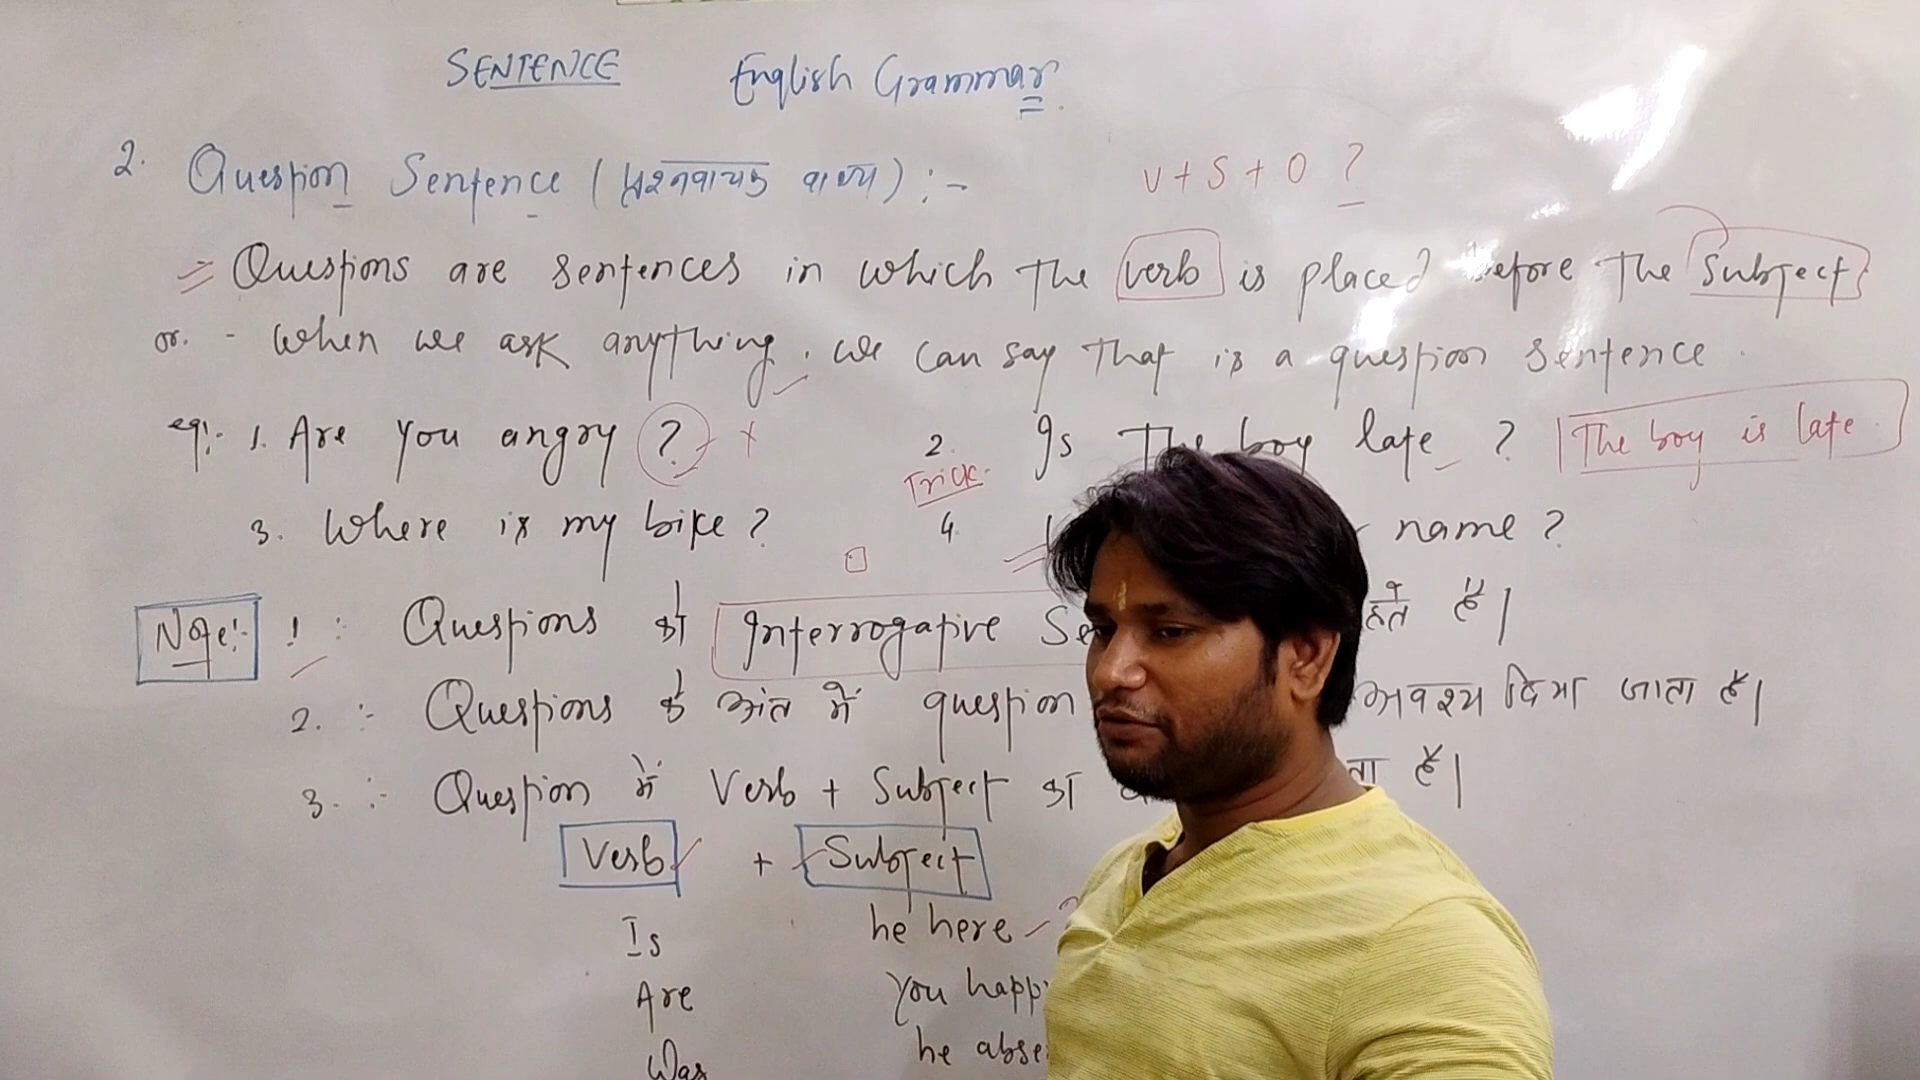 SENTENCE English Grammar
2. Question Sentence (प्रश्नवाचक वाक्य) :-
V + S + O ?
= Questions are sentences in which the verb is placed before the Subject
or. - When we ask anything, we can say that is a question sentence.
eg:- 1. Are you angry ? 2. Is The boy late ? The boy is late.
Trick
3. Where is my bike ? 4. name ?
Note:- 1 : Questions को Interrogative
2. :- Questions के अंत में question अवश्य दिया जाता है।
3. :- Question में Verb + Subject का है।
Verb + Subject
Is he here
Are you happy
Was he